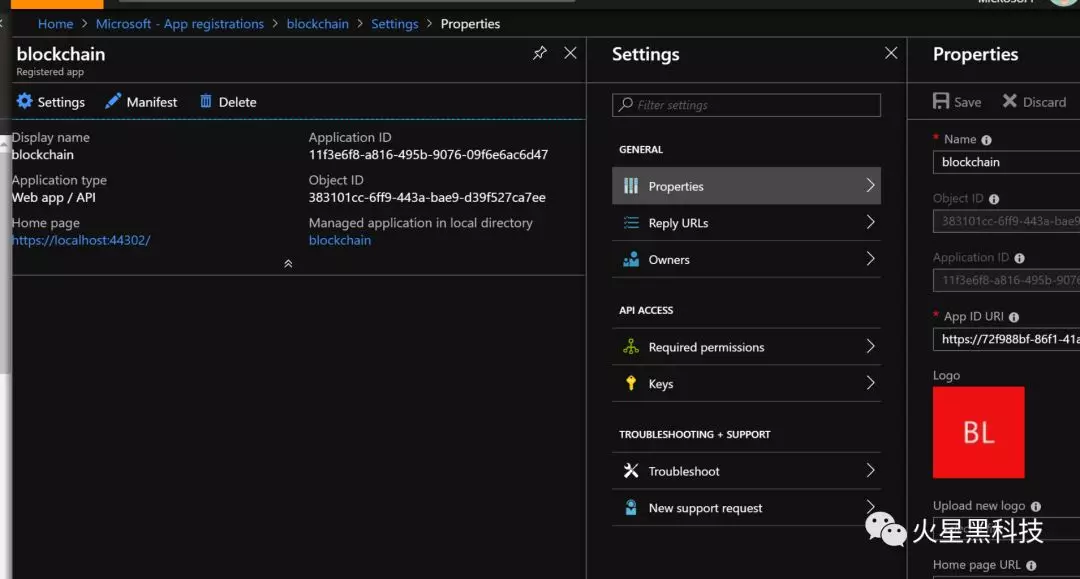 MICROSOFT
Home > Microsoft - App registrations > blockchain > Settings > Properties
blockchain
Registered app
Settings Manifest Delete
Display name
blockchain
Application type
Web app / API
Home page
https://localhost:44302/
Application ID
11f3e6f8-a816-495b-9076-09f6e6ac6d47
Object ID
383101cc-6ff9-443a-bae9-d39f527ca7ee
Managed application in local directory
blockchain
Settings
Filter settings
GENERAL
Properties
Reply URLs
Owners
API ACCESS
Required permissions
Keys
TROUBLESHOOTING + SUPPORT
Troubleshoot
New support request
Properties
Save Discard
* Name
blockchain
Object ID
383101cc-6ff9-443a-bae9
Application ID
11f3e6f8-a816-495b-9076
* App ID URI
https://72f988bf-86f1-41a
Logo
BL
Upload new logo
Home page URL
火星黑科技